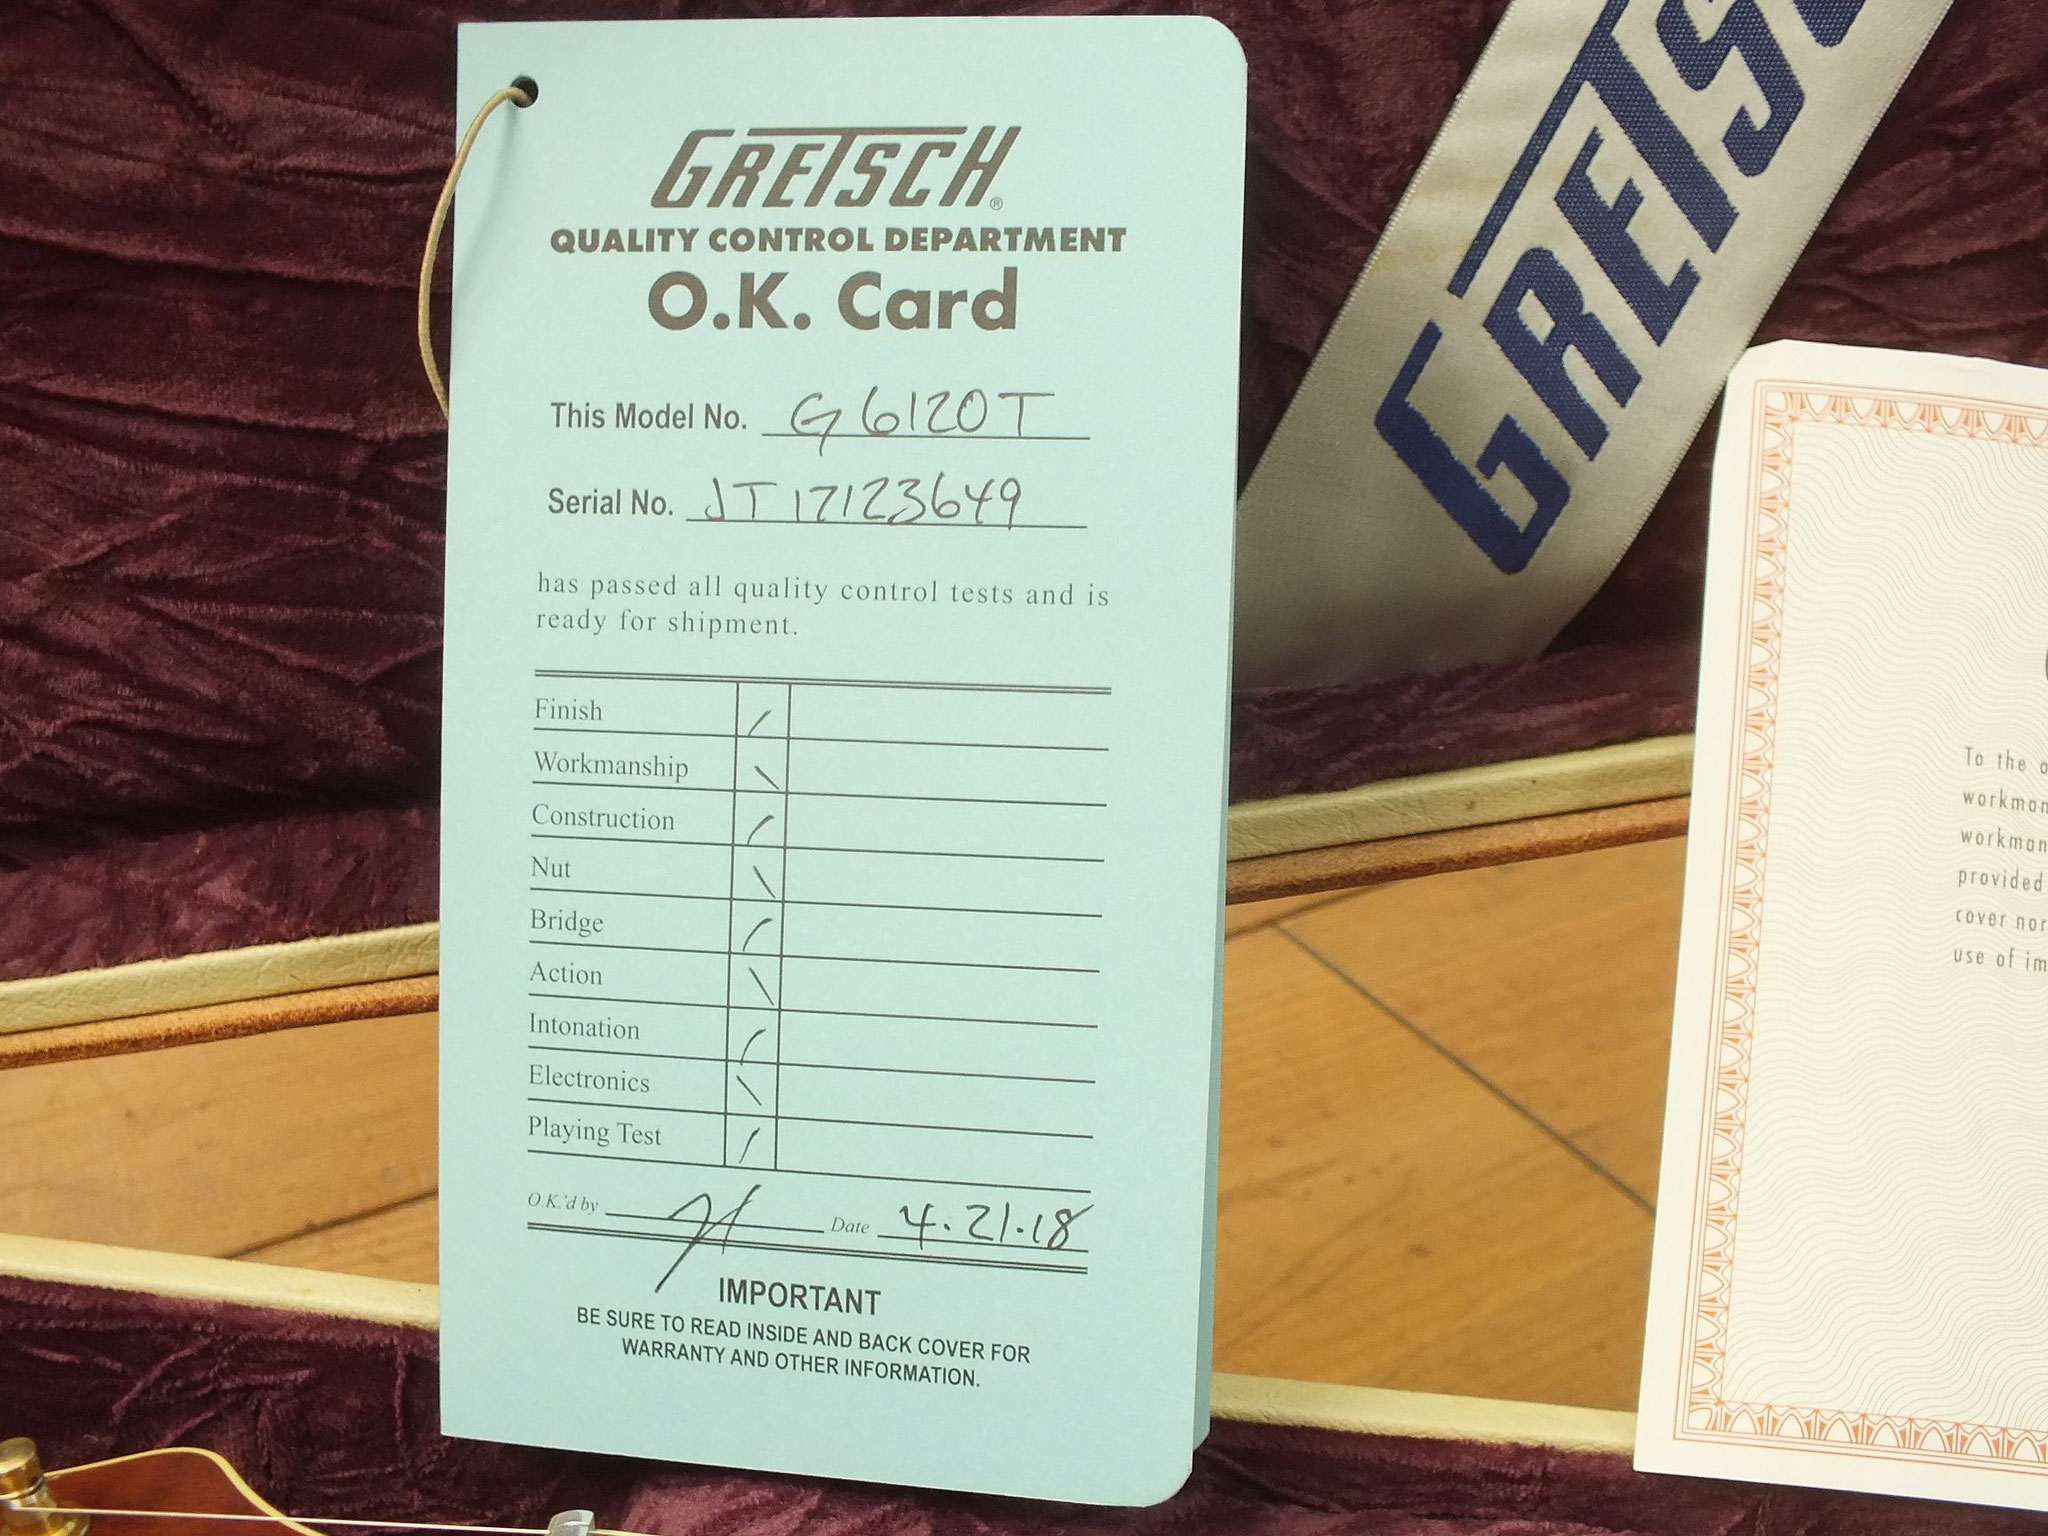 GRETSCH®
QUALITY CONTROL DEPARTMENT
O.K. Card
This Model No. G6120T
Serial No. JT17123649
has passed all quality control tests and is
ready for shipment.
Finish
Workmanship
Construction
Nut
Bridge
Action
Intonation
Electronics
Playing Test
O.K.'d by Date 4.21.18
IMPORTANT
BE SURE TO READ INSIDE AND BACK COVER FOR
WARRANTY AND OTHER INFORMATION.
GRETSC
To the o
workman
workman
provided
cover nor
use of im